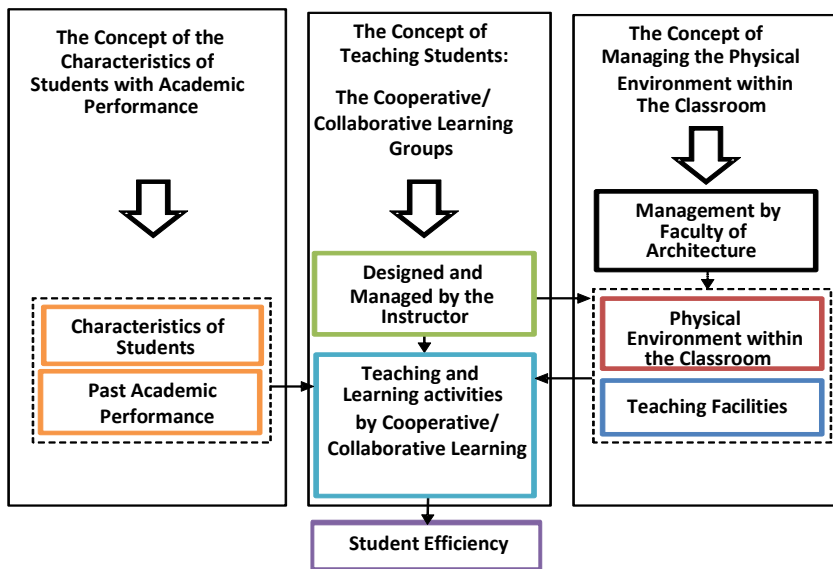 The Concept of the
Characteristics of
Students with Academic
Performance
Characteristics of
Students
Past Academic
Performance
The Concept of
Teaching Students:
The Cooperative/
Collaborative Learning
Groups
Designed and
Managed by the
Instructor
Teaching and
Learning activities
by Cooperative/
Collaborative Learning
Student Efficiency
The Concept of
Managing the Physical
Environment within
The Classroom
Management by
Faculty of
Architecture
Physical
Environment within
the Classroom
Teaching Facilities